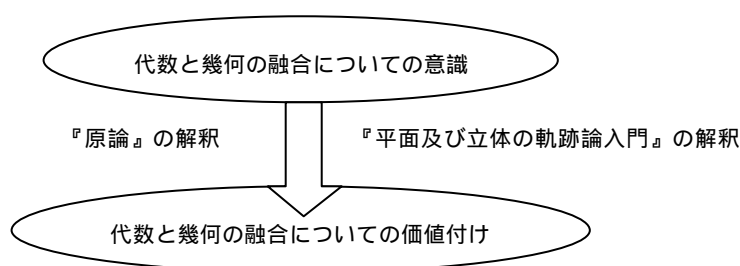 代数と幾何の融合についての意識
『原論』の解釈
『平面及び立体の軌跡論入門』の解釈
代数と幾何の融合についての価値付け